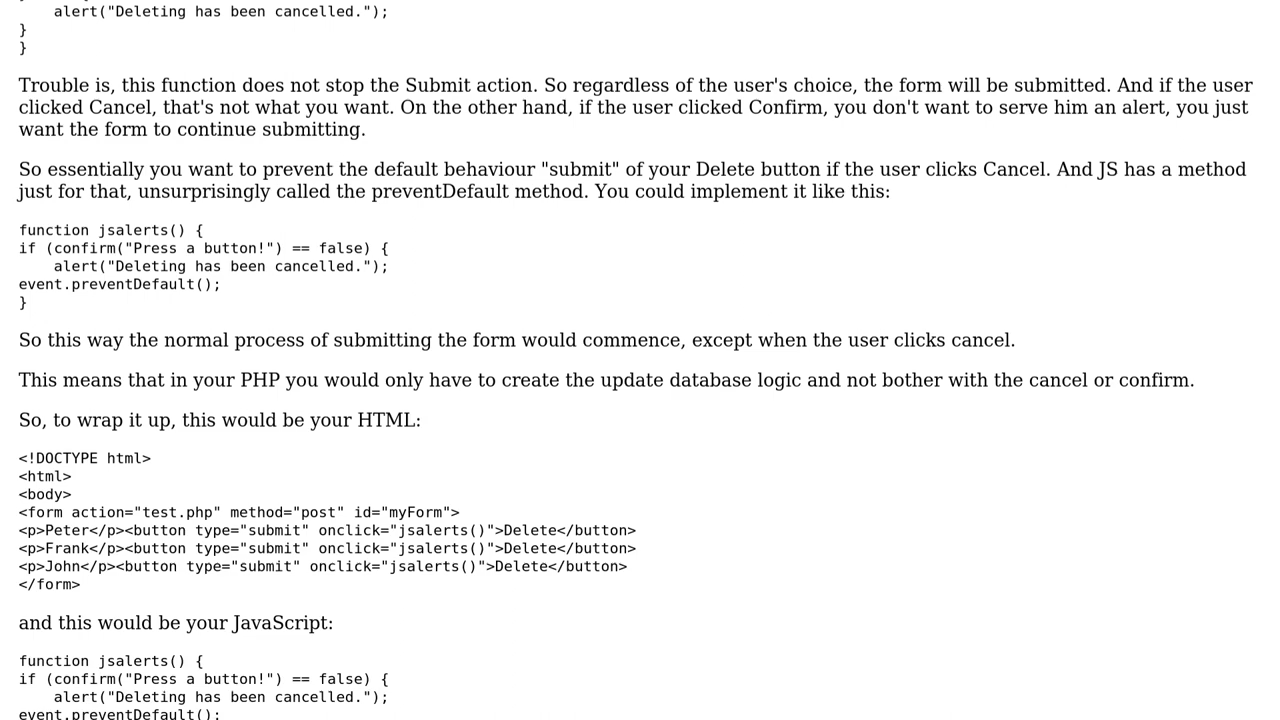 alert("Deleting has been cancelled.");
}
}
Trouble is, this function does not stop the Submit action. So regardless of the user's choice, the form will be submitted. And if the user
clicked Cancel, that's not what you want. On the other hand, if the user clicked Confirm, you don't want to serve him an alert, you just
want the form to continue submitting.
So essentially you want to prevent the default behaviour "submit" of your Delete button if the user clicks Cancel. And JS has a method
just for that, unsurprisingly called the preventDefault method. You could implement it like this:
function jsalerts() {
if (confirm("Press a button!") == false) {
    alert("Deleting has been cancelled.");
event.preventDefault();
}
So this way the normal process of submitting the form would commence, except when the user clicks cancel.
This means that in your PHP you would only have to create the update database logic and not bother with the cancel or confirm.
So, to wrap it up, this would be your HTML:
<!DOCTYPE html>
<html>
<body>
<form action="test.php" method="post" id="myForm">
<p>Peter</p><button type="submit" onclick="jsalerts()">Delete</button>
<p>Frank</p><button type="submit" onclick="jsalerts()">Delete</button>
<p>John</p><button type="submit" onclick="jsalerts()">Delete</button>
</form>
and this would be your JavaScript:
function jsalerts() {
if (confirm("Press a button!") == false) {
    alert("Deleting has been cancelled.");
event.preventDefault();